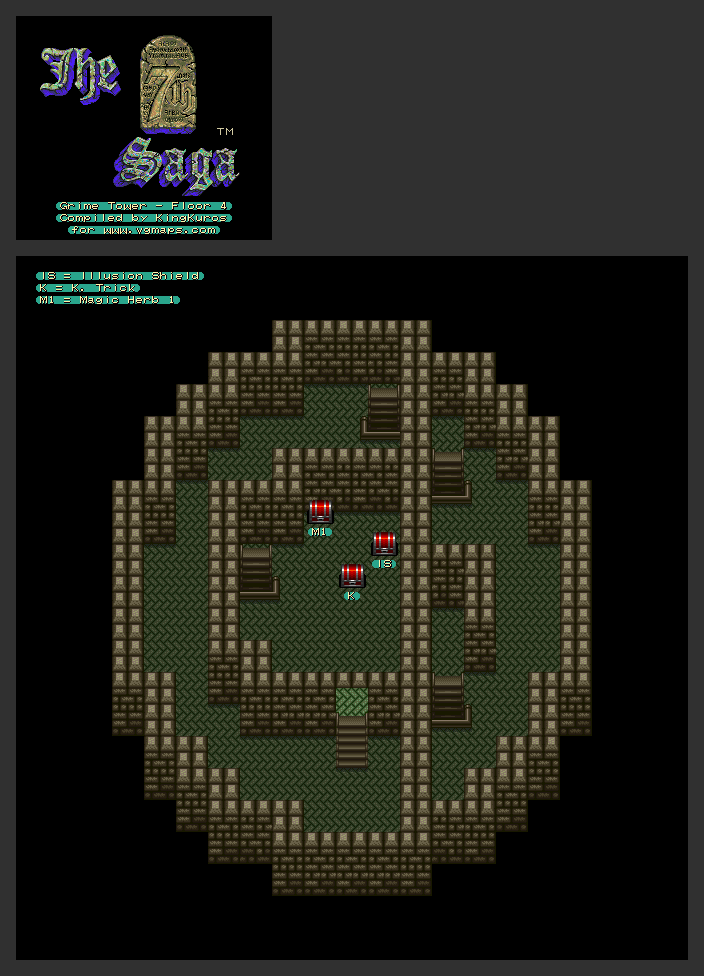 The 7th
TM
Saga
Grime Tower - Floor 4
Compiled by KingKuros
for www.vgmaps.com
IS = Illusion Shield
K = K. Trick
M1 = Magic Herb 1
M1
IS
K